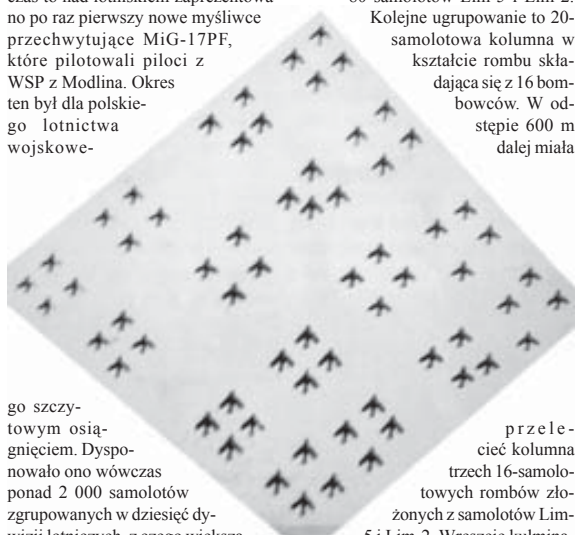 no po raz pierwszy nowe myśliwce
przechwytujące MiG-17PF,
które pilotowali piloci z
WSP z Modlina. Okres
ten był dla polskie-
go lotnictwa
wojskowe-
go szczy-
towym osią-
gnięciem. Dyspo-
nowało ono wówczas
ponad 2 000 samolotów
zgrupowanych w dziesięć dy-
Kolejne ugrupowanie to 20-
samolotowa kolumna w
kształcie rombu skła-
dająca się z 16 bom-
bowców. W od-
stępie 600 m
dalej miała
przele-
cieć kolumna
trzech 16-samolo-
towych rombów zło-
żonych z samolotów Lim-